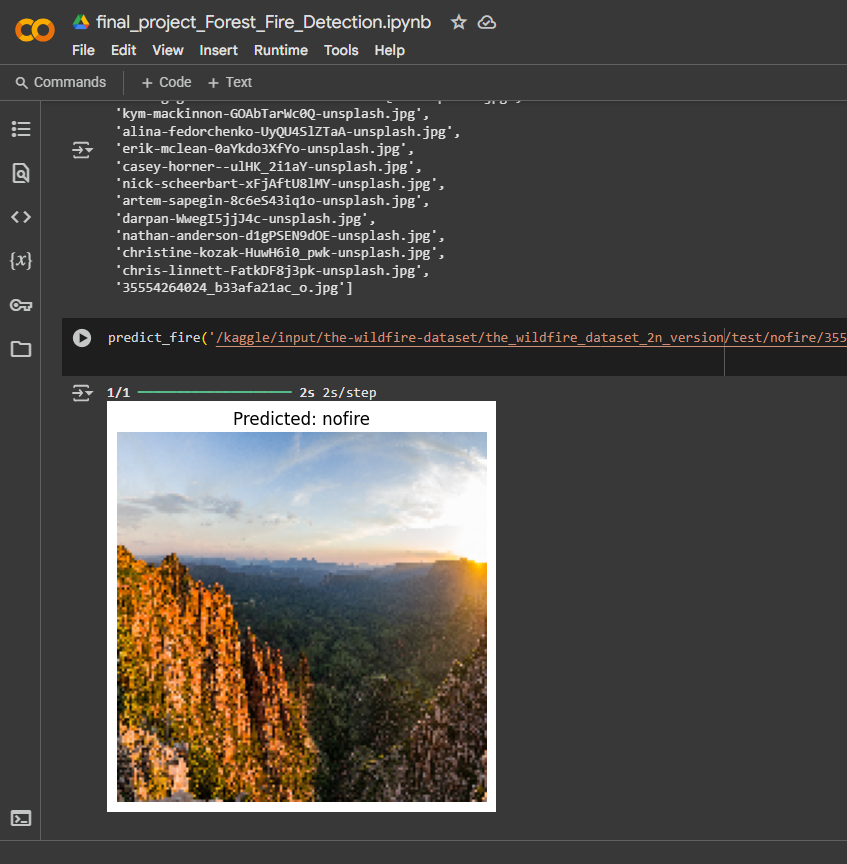 final_project_Forest_Fire_Detection.ipynb
File Edit View Insert Runtime Tools Help
Commands + Code + Text
'kym-mackinnon-GOAbTarWc0Q-unsplash.jpg',
'alina-fedorchenko-UyQU4SlZTaA-unsplash.jpg',
'erik-mclean-0aYkdo3XfYo-unsplash.jpg',
'casey-horner--ulHK_2i1aY-unsplash.jpg',
'nick-scheerbart-xFjAftU8lMY-unsplash.jpg',
'artem-sapegin-8c6eS43iq1o-unsplash.jpg',
'darpan-WwegI5jjJ4c-unsplash.jpg',
'nathan-anderson-d1gPSEN9dOE-unsplash.jpg',
'christine-kozak-HuwH6i0_pwk-unsplash.jpg',
'chris-linnett-FatkDF8j3pk-unsplash.jpg',
'35554264024_b33afa21ac_o.jpg']
{x}
predict_fire('/kaggle/input/the-wildfire-dataset/the_wildfire_dataset_2n_version/test/nofire/355
1/1 2s 2s/step
Predicted: nofire